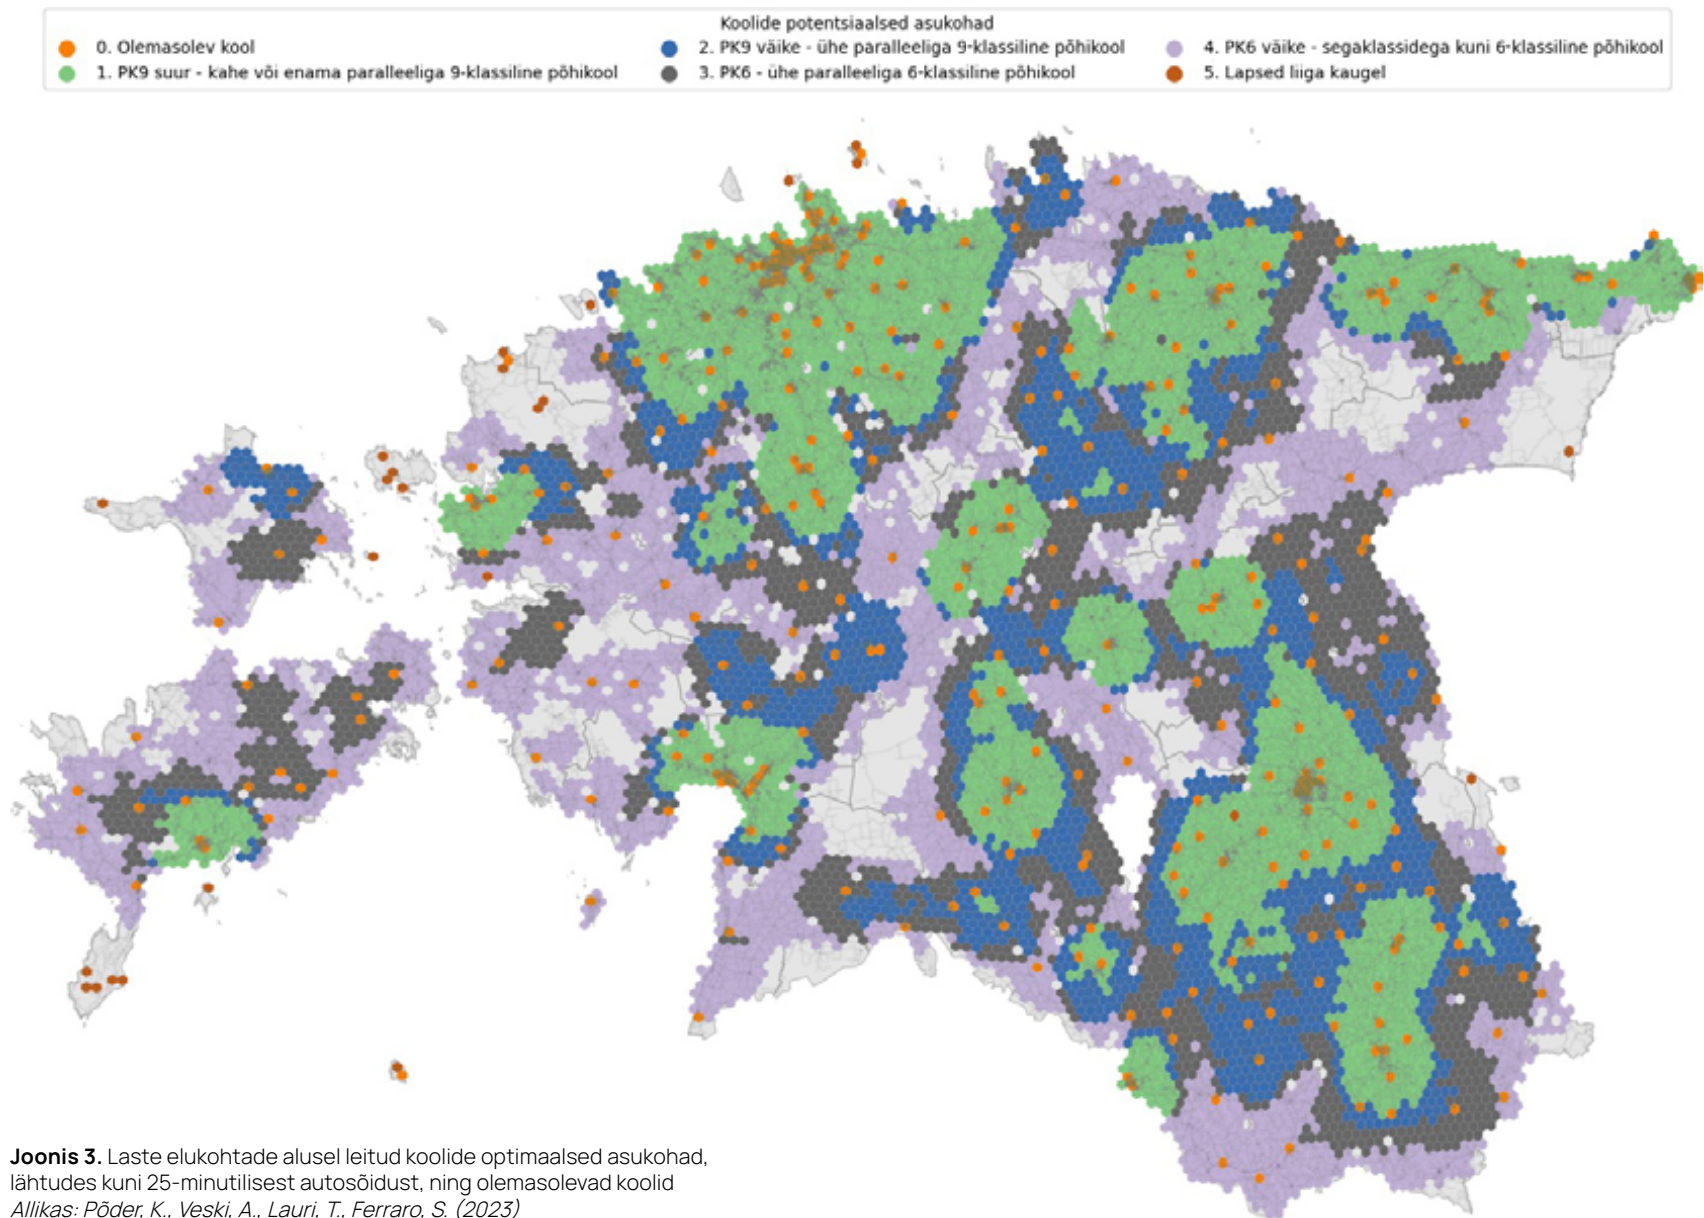 Koolide potentsiaalsed asukohad
0. Olemasolev kool
2. PK9 väike - ühe paralleeliga 9-klassiline põhikool
4. PK6 väike - segaklassidega kuni 6-klassiline põhikool
1. PK9 suur - kahe või enama paralleeliga 9-klassiline põhikool
3. PK6 - ühe paralleeliga 6-klassiline põhikool
5. Lapsed liiga kaugel
Joonis 3. Laste elukohtade alusel leitud koolide optimaalsed asukohad,
lähtudes kuni 25-minutilisest autosõidust, ning olemasolevad koolid
Allikas: Põder, K., Veski, A., Lauri, T., Ferraro, S. (2023)